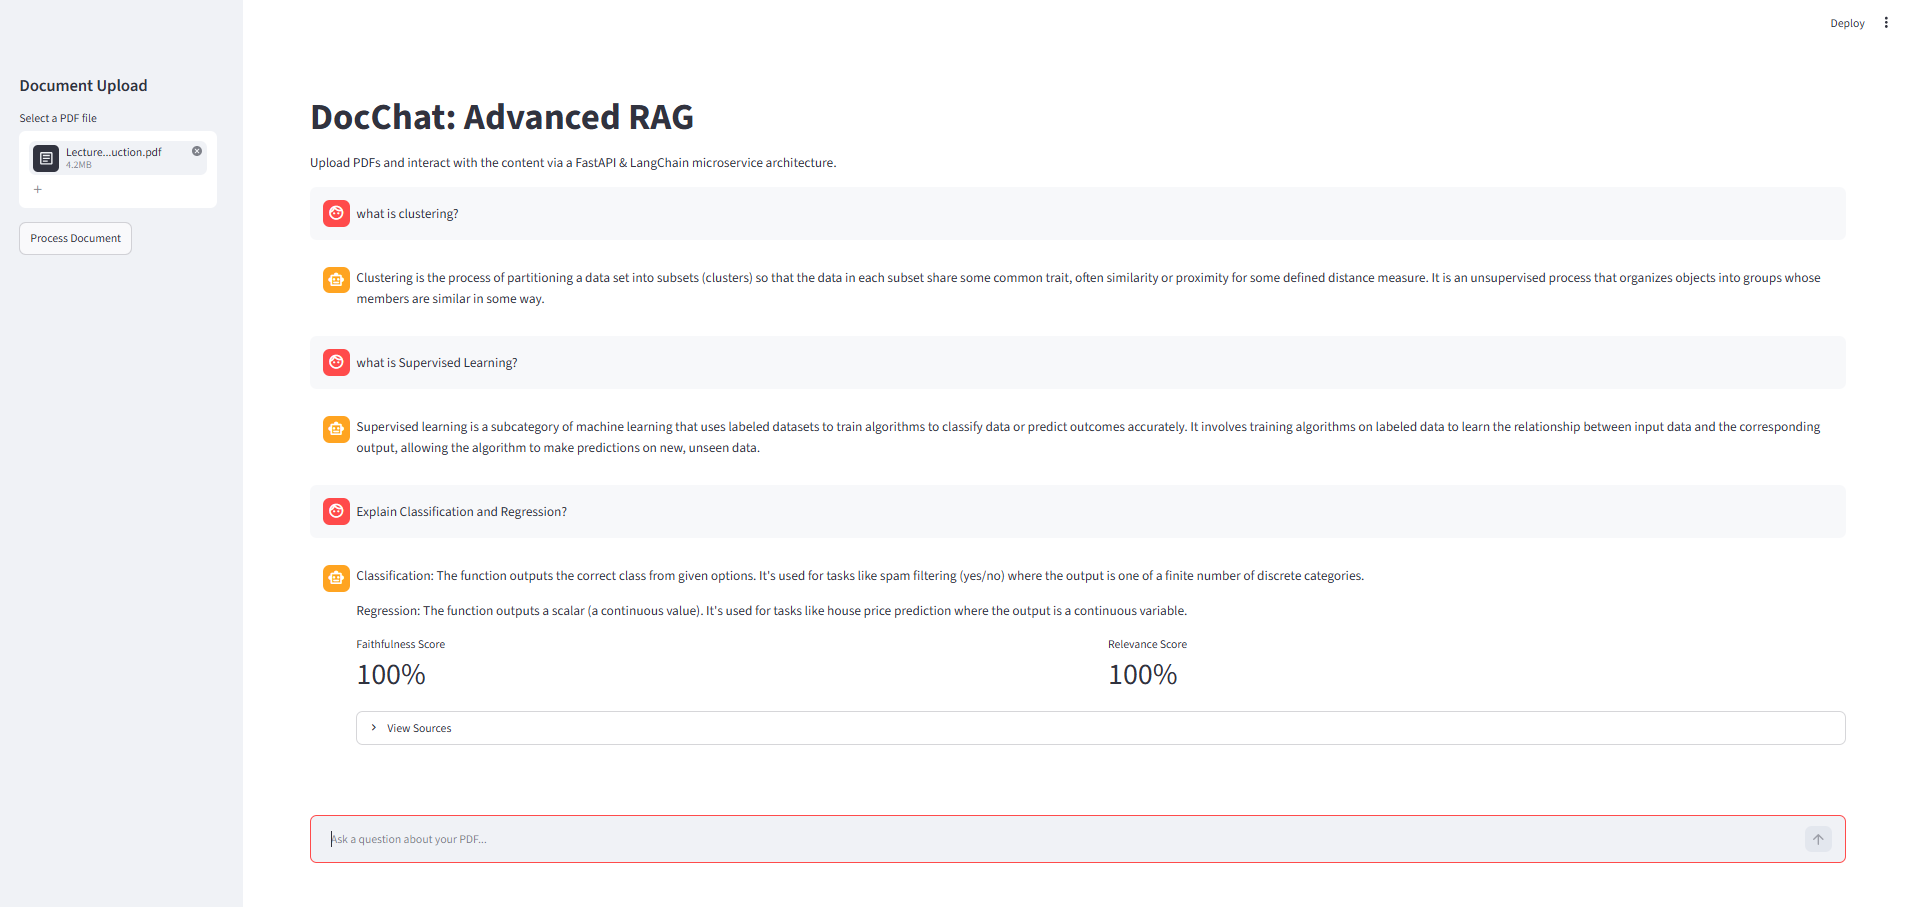 Deploy
Document Upload
Select a PDF file
Lecture...uction.pdf
4.2MB
Process Document
DocChat: Advanced RAG
Upload PDFs and interact with the content via a FastAPI & LangChain microservice architecture.
what is clustering?
Clustering is the process of partitioning a data set into subsets (clusters) so that the data in each subset share some common trait, often similarity or proximity for some defined distance measure. It is an unsupervised process that organizes objects into groups whose
members are similar in some way.
what is Supervised Learning?
Supervised learning is a subcategory of machine learning that uses labeled datasets to train algorithms to classify data or predict outcomes accurately. It involves training algorithms on labeled data to learn the relationship between input data and the corresponding
output, allowing the algorithm to make predictions on new, unseen data.
Explain Classification and Regression?
Classification: The function outputs the correct class from given options. It's used for tasks like spam filtering (yes/no) where the output is one of a finite number of discrete categories.
Regression: The function outputs a scalar (a continuous value). It's used for tasks like house price prediction where the output is a continuous variable.
Faithfulness Score
100%
Relevance Score
100%
View Sources
Ask a question about your PDF...